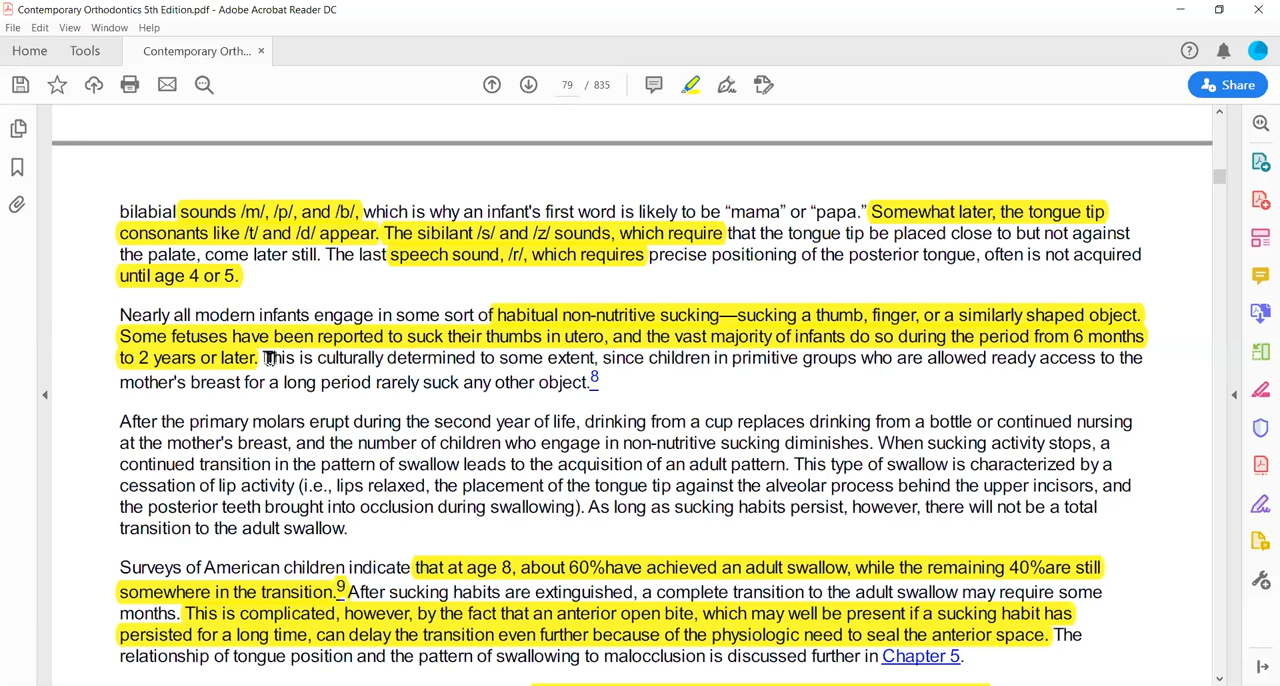 Contemporary Orthodontics 5th Edition.pdf - Adobe Acrobat Reader DC
File Edit View Window Help
Home Tools Contemporary Orth... ×
79 / 835
Share
bilabial sounds /m/, /p/, and /b/, which is why an infant's first word is likely to be “mama” or “papa.” Somewhat later, the tongue tip
consonants like /t/ and /d/ appear. The sibilant /s/ and /z/ sounds, which require that the tongue tip be placed close to but not against
the palate, come later still. The last speech sound, /r/, which requires precise positioning of the posterior tongue, often is not acquired
until age 4 or 5.
Nearly all modern infants engage in some sort of habitual non-nutritive sucking—sucking a thumb, finger, or a similarly shaped object.
Some fetuses have been reported to suck their thumbs in utero, and the vast majority of infants do so during the period from 6 months
to 2 years or later. This is culturally determined to some extent, since children in primitive groups who are allowed ready access to the
mother's breast for a long period rarely suck any other object.8
After the primary molars erupt during the second year of life, drinking from a cup replaces drinking from a bottle or continued nursing
at the mother's breast, and the number of children who engage in non-nutritive sucking diminishes. When sucking activity stops, a
continued transition in the pattern of swallow leads to the acquisition of an adult pattern. This type of swallow is characterized by a
cessation of lip activity (i.e., lips relaxed, the placement of the tongue tip against the alveolar process behind the upper incisors, and
the posterior teeth brought into occlusion during swallowing). As long as sucking habits persist, however, there will not be a total
transition to the adult swallow.
Surveys of American children indicate that at age 8, about 60%have achieved an adult swallow, while the remaining 40%are still
somewhere in the transition.9 After sucking habits are extinguished, a complete transition to the adult swallow may require some
months. This is complicated, however, by the fact that an anterior open bite, which may well be present if a sucking habit has
persisted for a long time, can delay the transition even further because of the physiologic need to seal the anterior space. The
relationship of tongue position and the pattern of swallowing to malocclusion is discussed further in Chapter 5.